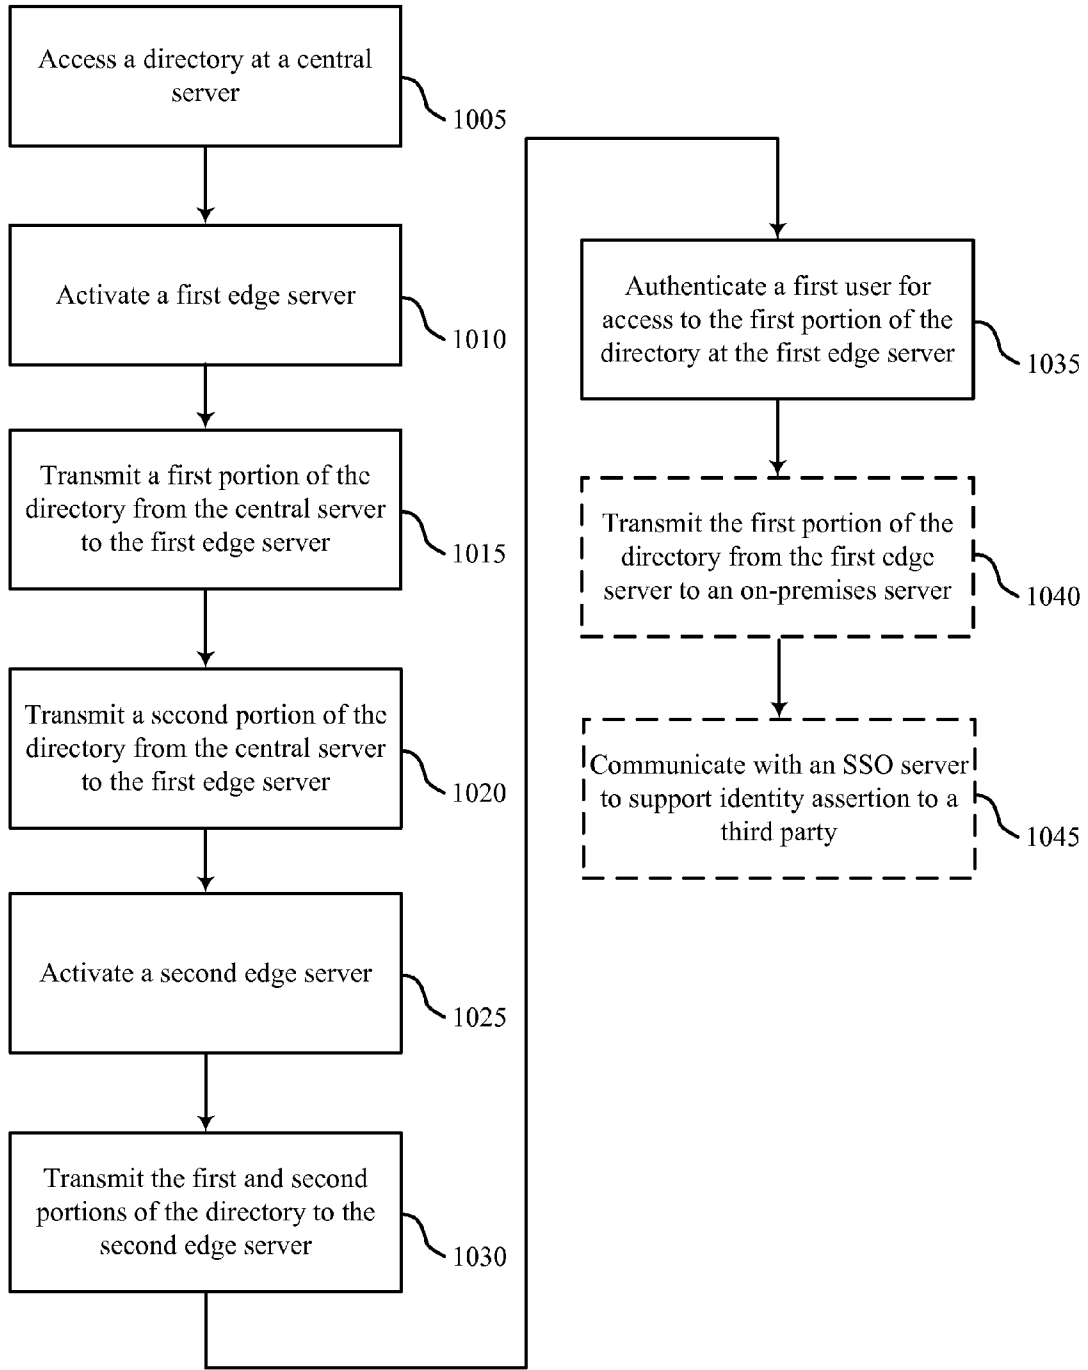 Access a directory at a central
server
1005
Activate a first edge server
1010
Transmit a first portion of the
directory from the central server
to the first edge server
1015
Transmit a second portion of the
directory from the central server
to the first edge server
1020
Activate a second edge server
1025
Transmit the first and second
portions of the directory to the
second edge server
1030
Authenticate a first user for
access to the first portion of the
directory at the first edge server
1035
Transmit the first portion of the
directory from the first edge
server to an on-premises server
1040
Communicate with an SSO server
to support identity assertion to a
third party
1045